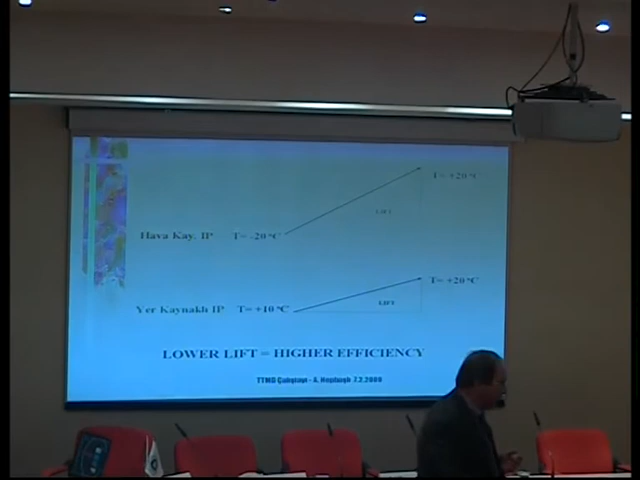 T= +20 °C
LIFT
Hava Kay. IP T= -20 °C
T= +20 °C
LIFT
Yer Kaynaklı IP T= +10 °C
LOWER LIFT = HIGHER EFFICIENCY
TTMD Çalıştayı - A. Hepbaşlı 7.2.2009